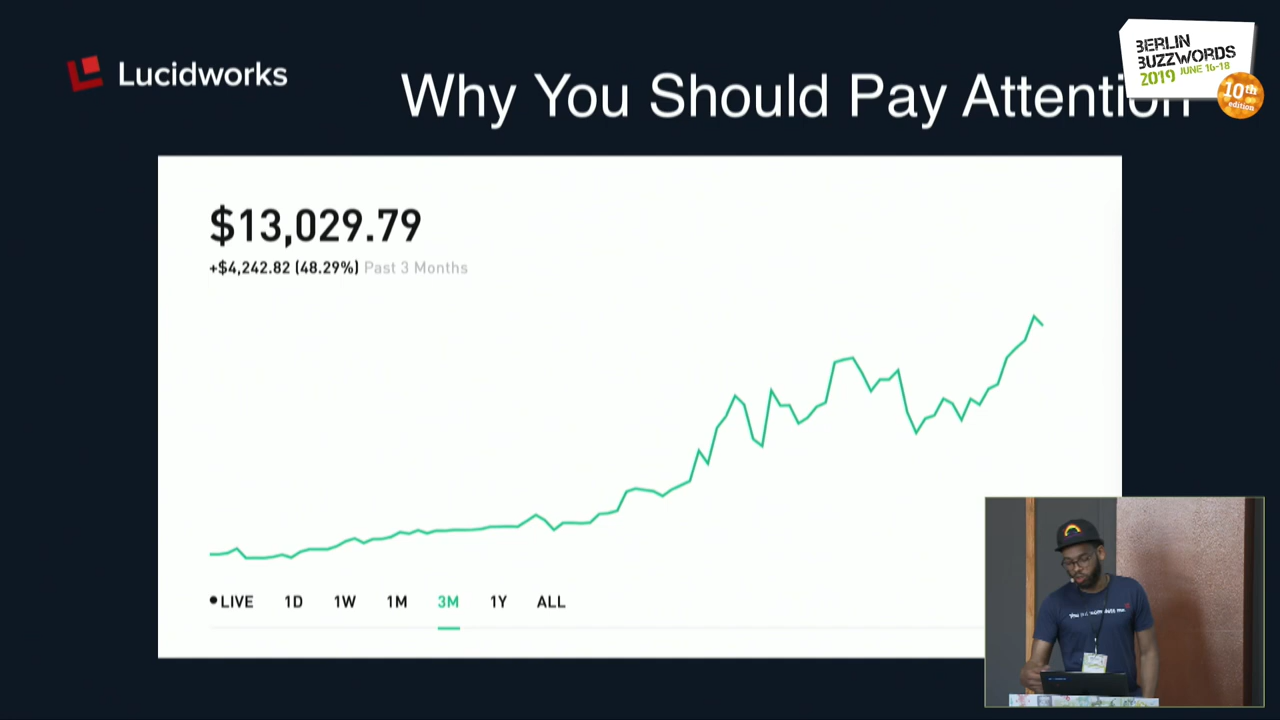 Lucidworks
Why You Should Pay Attention
BERLIN
BUZZWORDS
2019 JUNE 16-18
10th
edition
$13,029.79
+$4,242.82 (48.29%) Past 3 Months
LIVE 1D 1W 1M 3M 1Y ALL